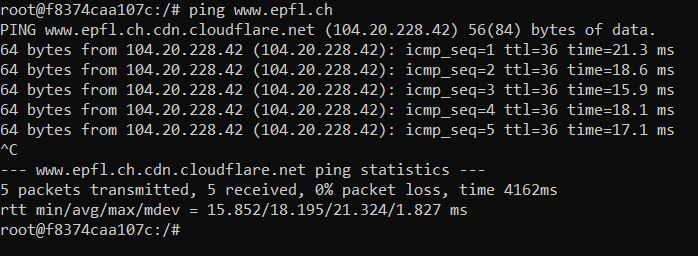 root@f8374caa107c:/# ping www.epfl.ch
PING www.epfl.ch.cdn.cloudflare.net (104.20.228.42) 56(84) bytes of data.
64 bytes from 104.20.228.42 (104.20.228.42): icmp_seq=1 ttl=36 time=21.3 ms
64 bytes from 104.20.228.42 (104.20.228.42): icmp_seq=2 ttl=36 time=18.6 ms
64 bytes from 104.20.228.42 (104.20.228.42): icmp_seq=3 ttl=36 time=15.9 ms
64 bytes from 104.20.228.42 (104.20.228.42): icmp_seq=4 ttl=36 time=18.1 ms
64 bytes from 104.20.228.42 (104.20.228.42): icmp_seq=5 ttl=36 time=17.1 ms
^C
--- www.epfl.ch.cdn.cloudflare.net ping statistics ---
5 packets transmitted, 5 received, 0% packet loss, time 4162ms
rtt min/avg/max/mdev = 15.852/18.195/21.324/1.827 ms
root@f8374caa107c:/#